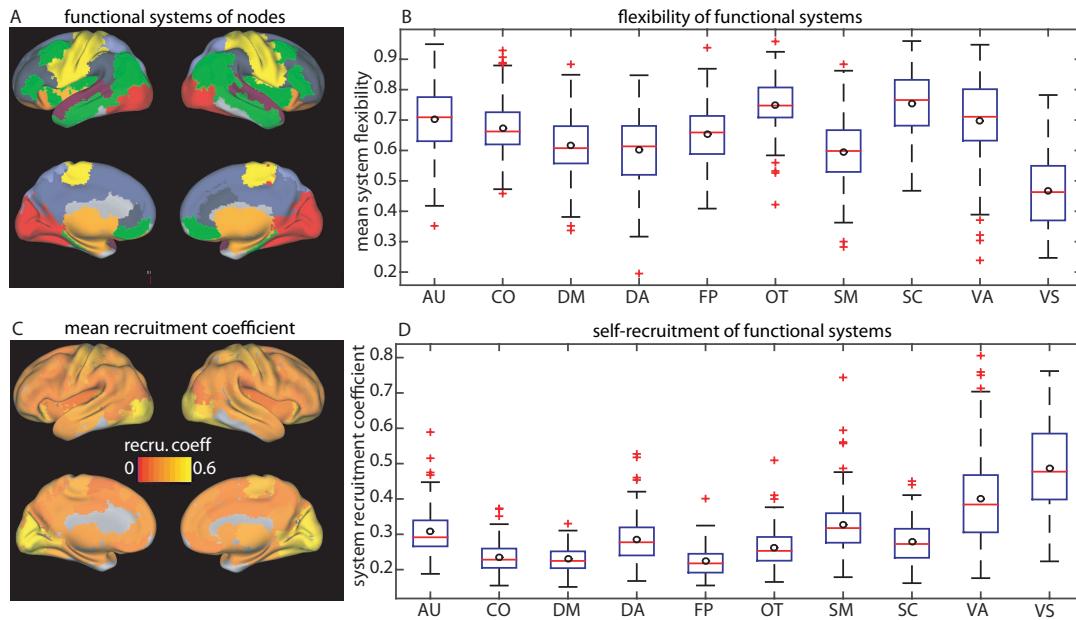 A functional systems of nodes
B flexibility of functional systems
mean system flexibility
0.9
0.8
0.7
0.6
0.5
0.4
0.3
0.2
AU CO DM DA FP OT SM SC VA VS
C mean recruitment coefficient
recru. coeff
0 0.6
D self-recruitment of functional systems
system recruitment coefficient
0.8
0.7
0.6
0.5
0.4
0.3
0.2
AU CO DM DA FP OT SM SC VA VS